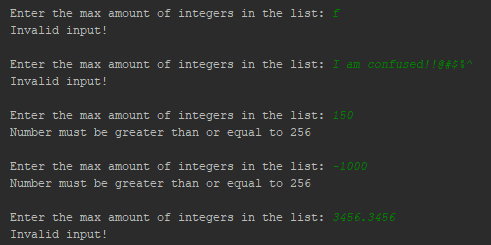 Enter the max amount of integers in the list: f
Invalid input!
Enter the max amount of integers in the list: I am confused!!@#$%^
Invalid input!
Enter the max amount of integers in the list: 150
Number must be greater than or equal to 256
Enter the max amount of integers in the list: -1000
Number must be greater than or equal to 256
Enter the max amount of integers in the list: 3456.3456
Invalid input!